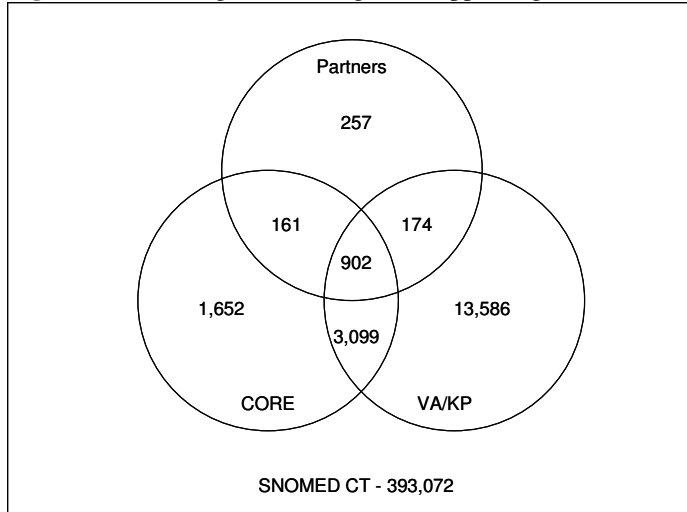 Partners
257
161
174
902
1,652
13,586
3,099
CORE
VA/KP
SNOMED CT - 393,072